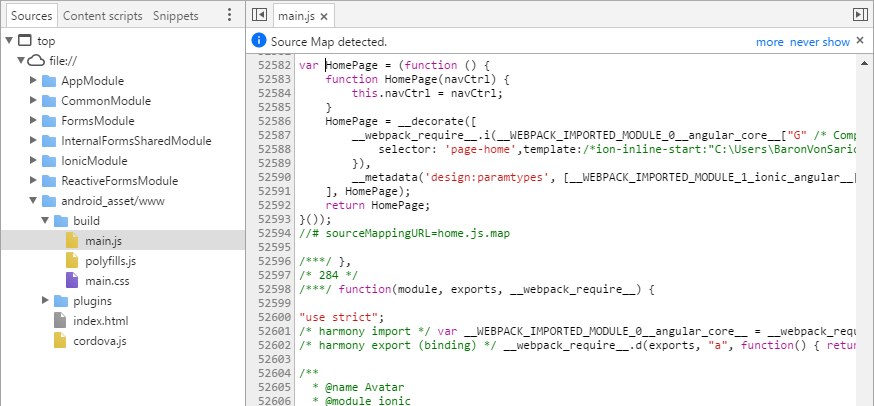 Sources Content scripts Snippets
main.js
Source Map detected. more never show
top
file://
AppModule
CommonModule
FormsModule
InternalFormsSharedModule
IonicModule
ReactiveFormsModule
android_asset/www
build
main.js
polyfills.js
main.css
plugins
index.html
cordova.js
52582 var HomePage = (function () {
52583 function HomePage(navCtrl) {
52584 this.navCtrl = navCtrl;
52585 }
52586 HomePage = __decorate([
52587 __webpack_require__.i(__WEBPACK_IMPORTED_MODULE_0__angular_core__["G" /* Comp
52588 selector: 'page-home',template:/*ion-inline-start:"C:\Users\BaronVonSaric
52589 }),
52590 __metadata('design:paramtypes', [__WEBPACK_IMPORTED_MODULE_1_ionic_angular__[
52591 ], HomePage);
52592 return HomePage;
52593 }());
52594 //# sourceMappingURL=home.js.map
52595
52596 /***/ },
52597 /* 284 */
52598 /***/ function(module, exports, __webpack_require__) {
52599
52600 "use strict";
52601 /* harmony import */ var __WEBPACK_IMPORTED_MODULE_0__angular_core__ = __webpack_requ
52602 /* harmony export (binding) */ __webpack_require__.d(exports, "a", function() { retur
52603
52604 /**
52605 * @name Avatar
52606 * @module ionic